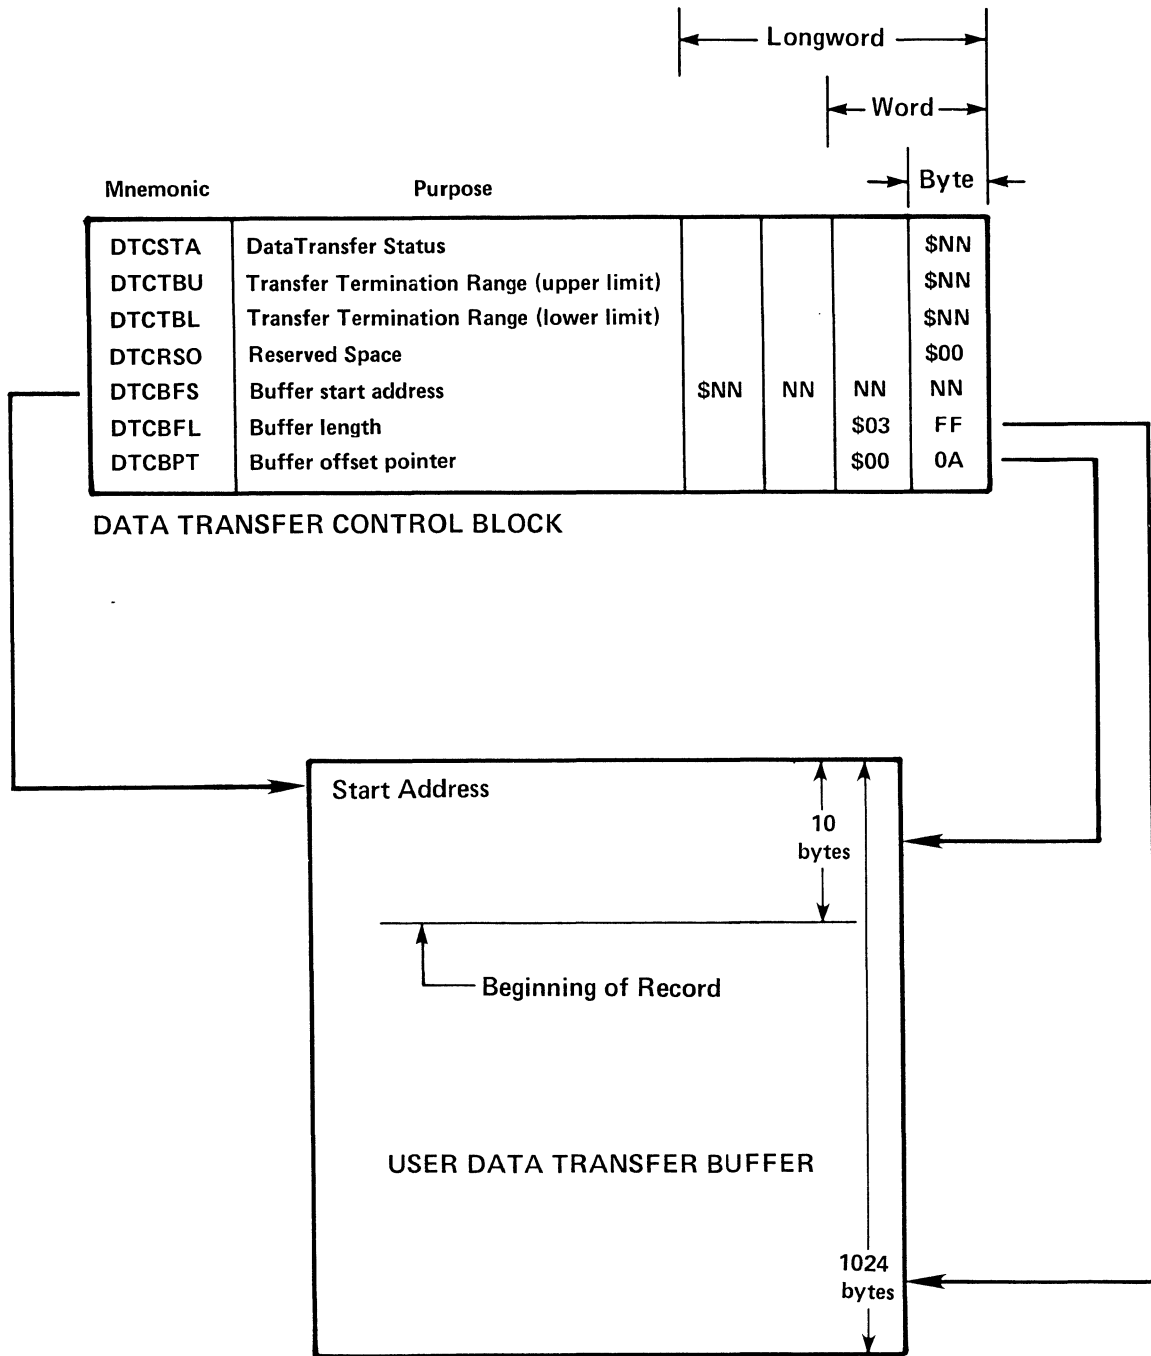 Longword
Word
Mnemonic Purpose Byte
DTCSTA DataTransfer Status $NN
DTCTBU Transfer Termination Range (upper limit) $NN
DTCTBL Transfer Termination Range (lower limit) $NN
DTCRSO Reserved Space $00
DTCBFS Buffer start address $NN NN NN NN
DTCBFL Buffer length $03 FF
DTCBPT Buffer offset pointer $00 0A
DATA TRANSFER CONTROL BLOCK
Start Address
10
bytes
Beginning of Record
USER DATA TRANSFER BUFFER
1024
bytes